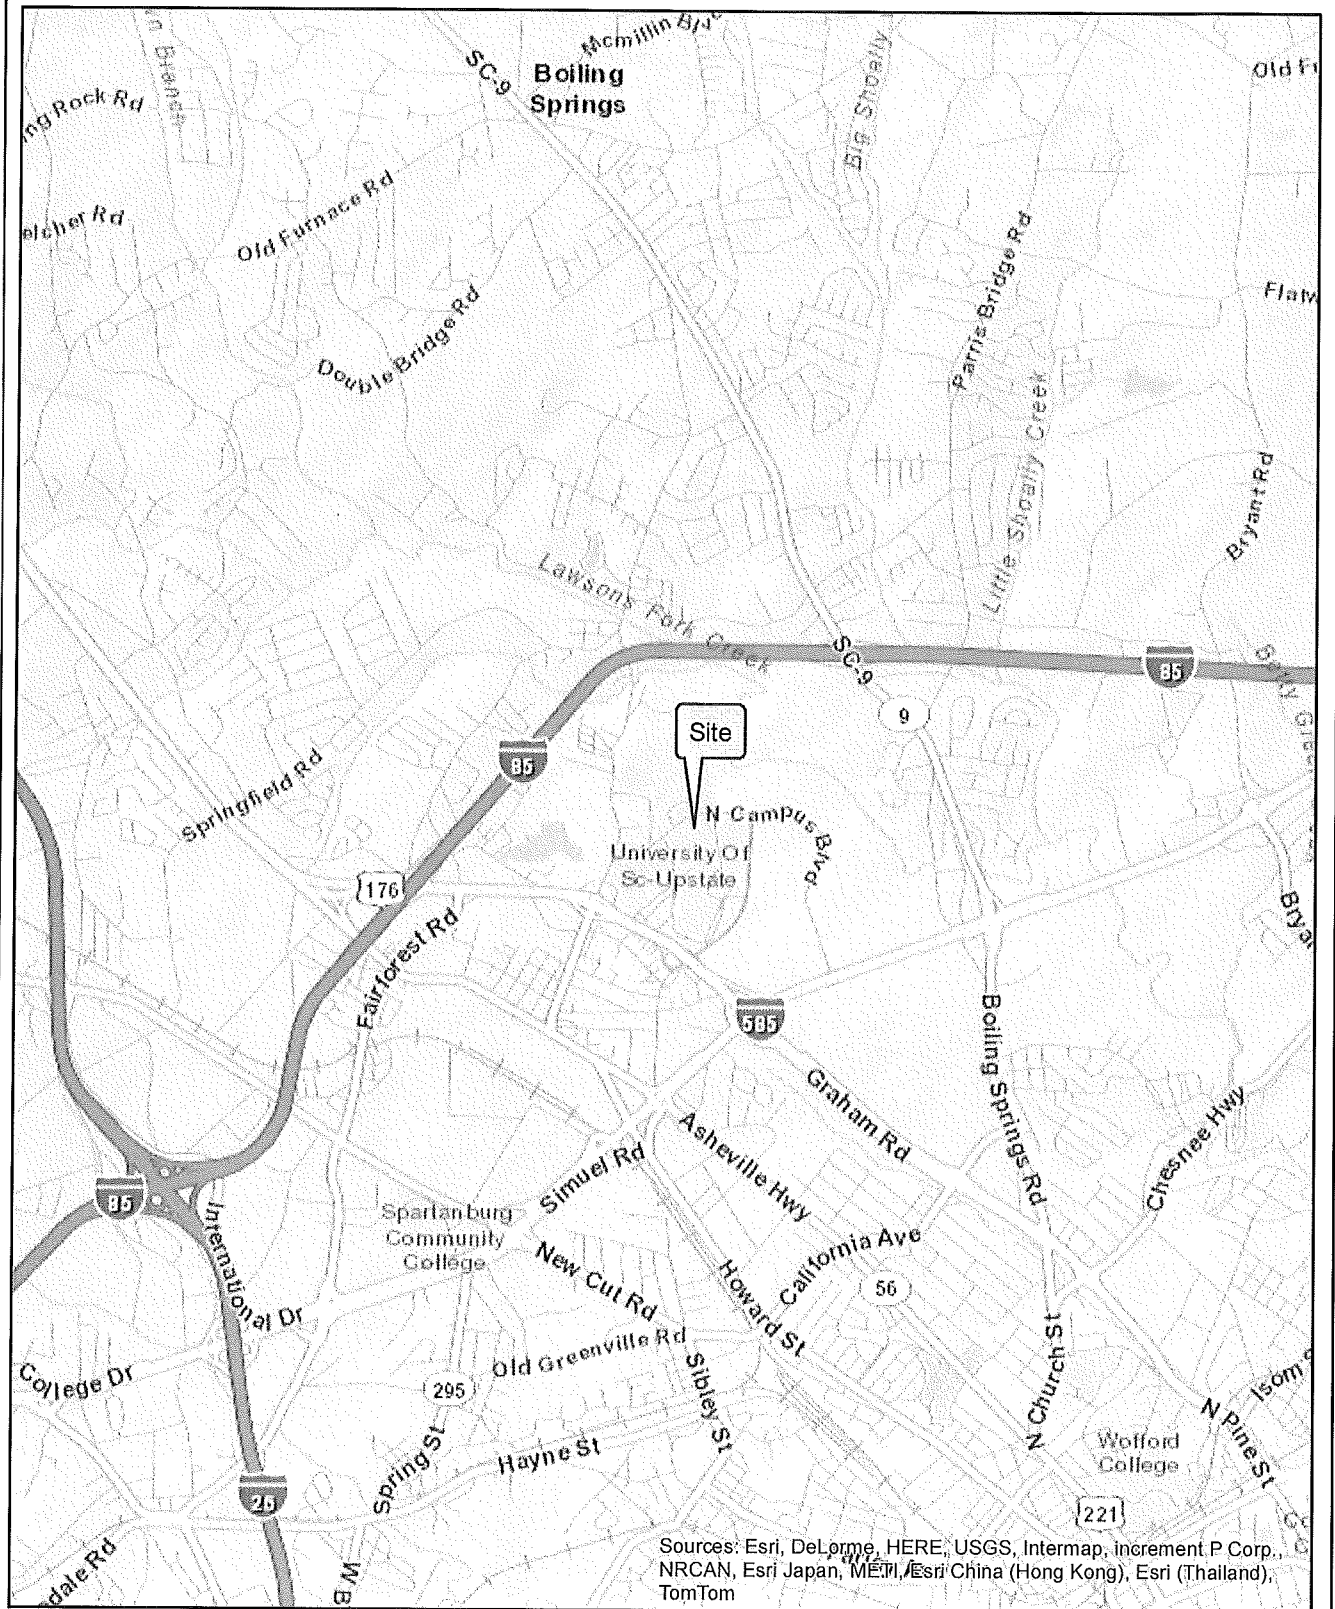 SC-9
Mcmillin Blvd
Boiling
Springs
Big Shoally
Old Fu
ing Rock Rd
n Branch
elcher Rd
Old Furnace Rd
Double Bridge Rd
Parris Bridge Rd
Flatw
Little Shoally Creek
Bryant Rd
Lawsons Fork Creek
SC-9
85
9
Site
85
Springfield Rd
N Campus Blvd
University Of
Sc-Upstate
176
Fairforest Rd
Brya
585
Boiling Springs Rd
Graham Rd
Asheville Hwy
Chesnee Hwy
Simuel Rd
85
International Dr
Spartanburg
Community
College
New Cut Rd
California Ave
56
Howard St
Old Greenville Rd
College Dr
295
Sibley St
N Church St
Isom S
N Pine St
Spring St
Hayne St
Wofford
College
26
221
dale Rd
W B
Sources: Esri, DeLorme, HERE, USGS, Intermap, increment P Corp.,
NRCAN, Esri Japan, METI, Esri China (Hong Kong), Esri (Thailand),
TomTom